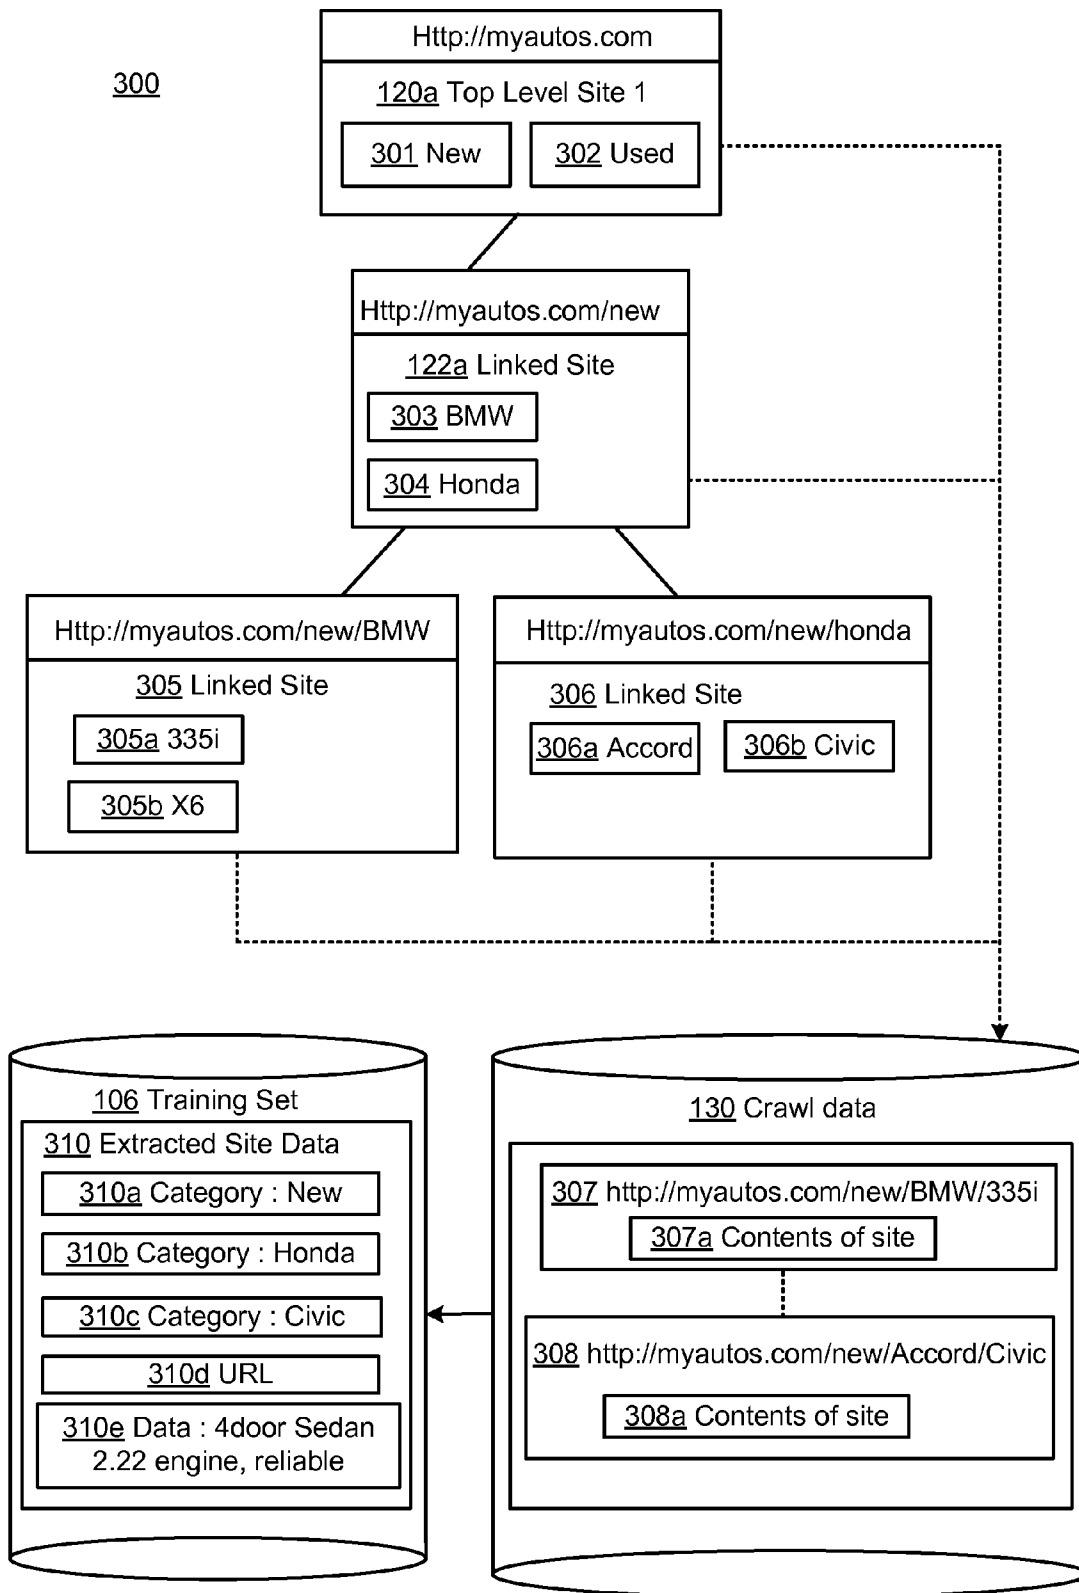 Http://myautos.com
300
120a Top Level Site 1
301 New
302 Used
Http://myautos.com/new
122a Linked Site
303 BMW
304 Honda
Http://myautos.com/new/BMW
305 Linked Site
305a 335i
305b X6
Http://myautos.com/new/honda
306 Linked Site
306a Accord
306b Civic
106 Training Set
310 Extracted Site Data
310a Category : New
310b Category : Honda
310c Category : Civic
310d URL
310e Data : 4door Sedan
2.22 engine, reliable
130 Crawl data
307 http://myautos.com/new/BMW/335i
307a Contents of site
308 http://myautos.com/new/Accord/Civic
308a Contents of site